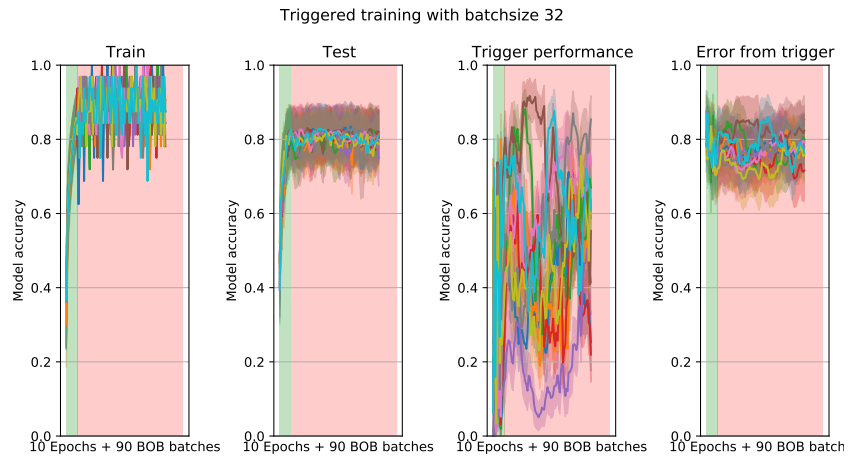 Triggered training with batchsize 32
Train
Model accuracy
1.0
0.8
0.6
0.4
0.2
0.0
10 Epochs + 90 BOB batches
Test
Model accuracy
1.0
0.8
0.6
0.4
0.2
0.0
10 Epochs + 90 BOB batches
Trigger performance
Model accuracy
1.0
0.8
0.6
0.4
0.2
0.0
10 Epochs + 90 BOB batches
Error from trigger
Model accuracy
1.0
0.8
0.6
0.4
0.2
0.0
10 Epochs + 90 BOB batch